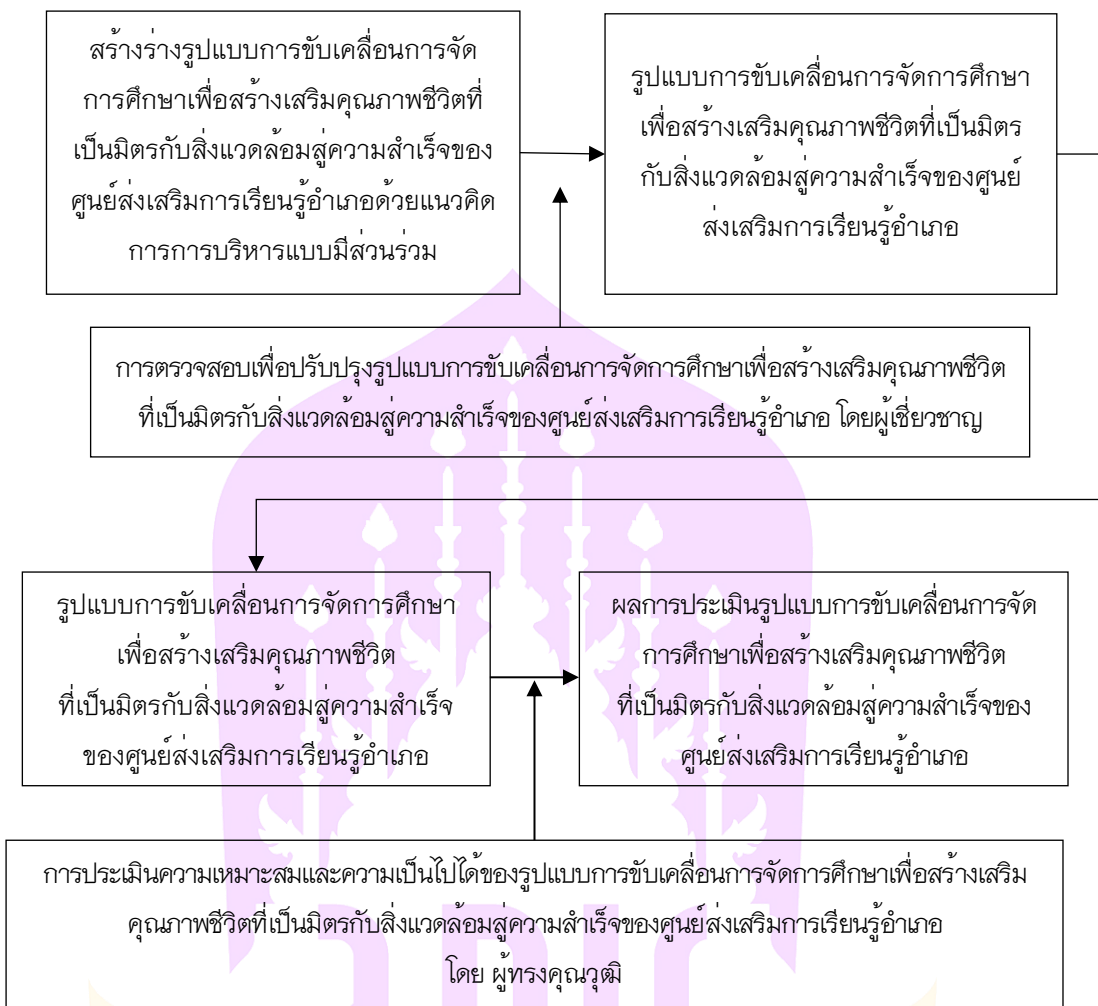 สร้างร่างรูปแบบการขับเคลื่อนการจัด
การศึกษาเพื่อสร้างเสริมคุณภาพชีวิตที่
เป็นมิตรกับสิ่งแวดล้อมสู่ความสำเร็จของ
ศูนย์ส่งเสริมการเรียนรู้อำเภอด้วยแนวคิด
การการบริหารแบบมีส่วนร่วม
รูปแบบการขับเคลื่อนการจัดการศึกษา
เพื่อสร้างเสริมคุณภาพชีวิตที่เป็นมิตร
กับสิ่งแวดล้อมสู่ความสำเร็จของศูนย์
ส่งเสริมการเรียนรู้อำเภอ
การตรวจสอบเพื่อปรับปรุงรูปแบบการขับเคลื่อนการจัดการศึกษาเพื่อสร้างเสริมคุณภาพชีวิต
ที่เป็นมิตรกับสิ่งแวดล้อมสู่ความสำเร็จของศูนย์ส่งเสริมการเรียนรู้อำเภอ โดยผู้เชี่ยวชาญ
รูปแบบการขับเคลื่อนการจัดการศึกษา
เพื่อสร้างเสริมคุณภาพชีวิต
ที่เป็นมิตรกับสิ่งแวดล้อมสู่ความสำเร็จ
ของศูนย์ส่งเสริมการเรียนรู้อำเภอ
ผลการประเมินรูปแบบการขับเคลื่อนการจัด
การศึกษาเพื่อสร้างเสริมคุณภาพชีวิต
ที่เป็นมิตรกับสิ่งแวดล้อมสู่ความสำเร็จของ
ศูนย์ส่งเสริมการเรียนรู้อำเภอ
การประเมินความเหมาะสมและความเป็นไปได้ของรูปแบบการขับเคลื่อนการจัดการศึกษาเพื่อสร้างเสริม
คุณภาพชีวิตที่เป็นมิตรกับสิ่งแวดล้อมสู่ความสำเร็จของศูนย์ส่งเสริมการเรียนรู้อำเภอ
โดย ผู้ทรงคุณวุฒิ